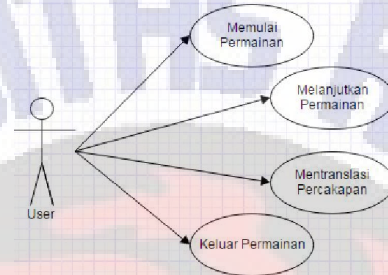 Memulai
Permainan
Melanjutkan
Permainan
Mentranslasi
Percakapan
User
Keluar Permainan